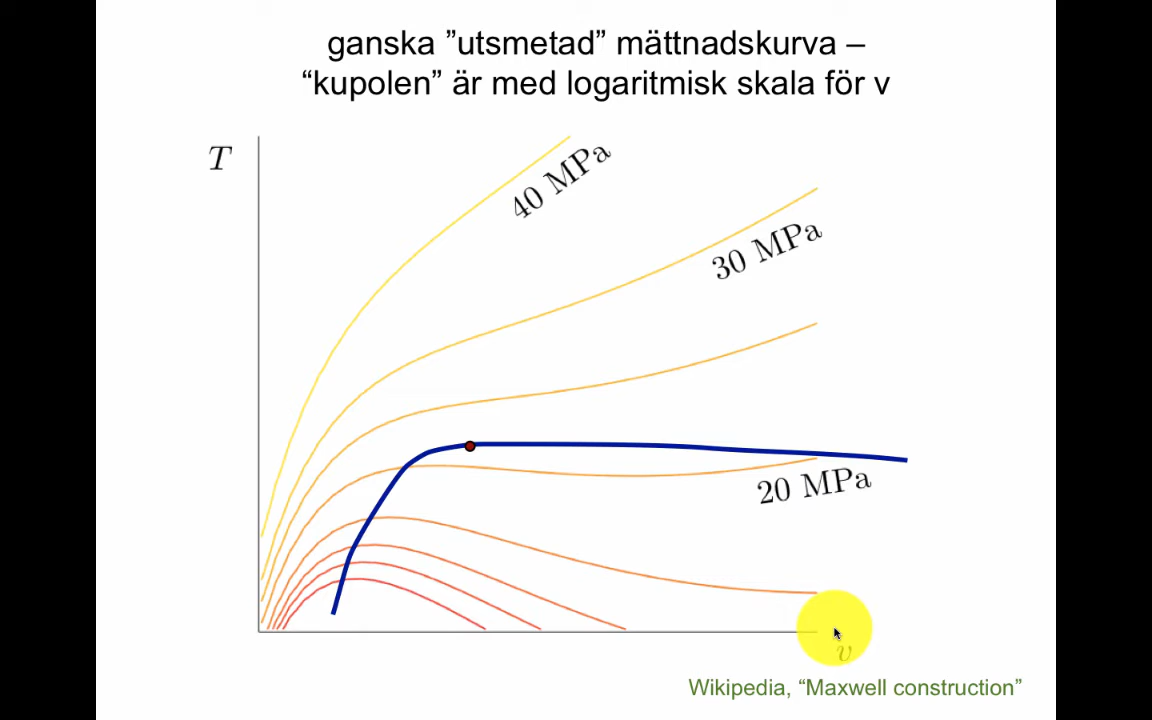 ganska ”utsmetad” mättnadskurva –
“kupolen” är med logaritmisk skala för v
T
40 MPa
30 MPa
20 MPa
v
Wikipedia, “Maxwell construction”